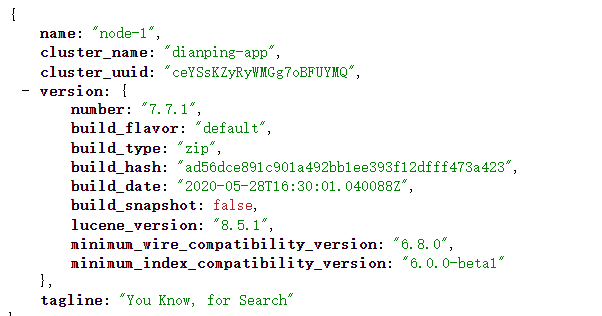 {
name: "node-1",
cluster_name: "dianping-app",
cluster_uuid: "ceYSsKZyRyWMGg7oBFUYMQ",
- version: {
number: "7.7.1",
build_flavor: "default",
build_type: "zip",
build_hash: "ad56dce891c901a492bb1ee393f12dfff473a423",
build_date: "2020-05-28T16:30:01.040088Z",
build_snapshot: false,
lucene_version: "8.5.1",
minimum_wire_compatibility_version: "6.8.0",
minimum_index_compatibility_version: "6.0.0-beta1"
},
tagline: "You Know, for Search"